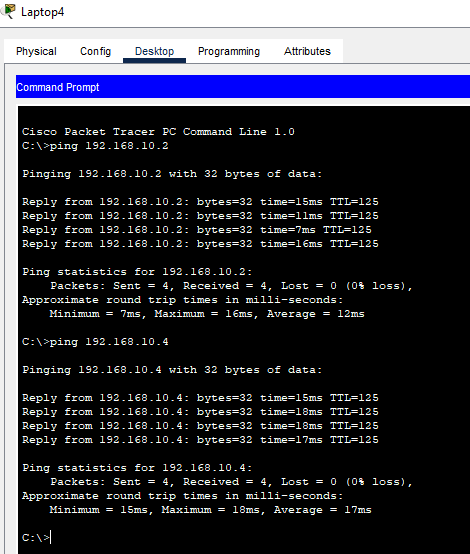 Laptop4
Physical Config Desktop Programming Attributes
Command Prompt
Cisco Packet Tracer PC Command Line 1.0
C:\>ping 192.168.10.2
Pinging 192.168.10.2 with 32 bytes of data:
Reply from 192.168.10.2: bytes=32 time=15ms TTL=125
Reply from 192.168.10.2: bytes=32 time=11ms TTL=125
Reply from 192.168.10.2: bytes=32 time=7ms TTL=125
Reply from 192.168.10.2: bytes=32 time=16ms TTL=125
Ping statistics for 192.168.10.2:
Packets: Sent = 4, Received = 4, Lost = 0 (0% loss),
Approximate round trip times in milli-seconds:
Minimum = 7ms, Maximum = 16ms, Average = 12ms
C:\>ping 192.168.10.4
Pinging 192.168.10.4 with 32 bytes of data:
Reply from 192.168.10.4: bytes=32 time=15ms TTL=125
Reply from 192.168.10.4: bytes=32 time=18ms TTL=125
Reply from 192.168.10.4: bytes=32 time=18ms TTL=125
Reply from 192.168.10.4: bytes=32 time=17ms TTL=125
Ping statistics for 192.168.10.4:
Packets: Sent = 4, Received = 4, Lost = 0 (0% loss),
Approximate round trip times in milli-seconds:
Minimum = 15ms, Maximum = 18ms, Average = 17ms
C:\>